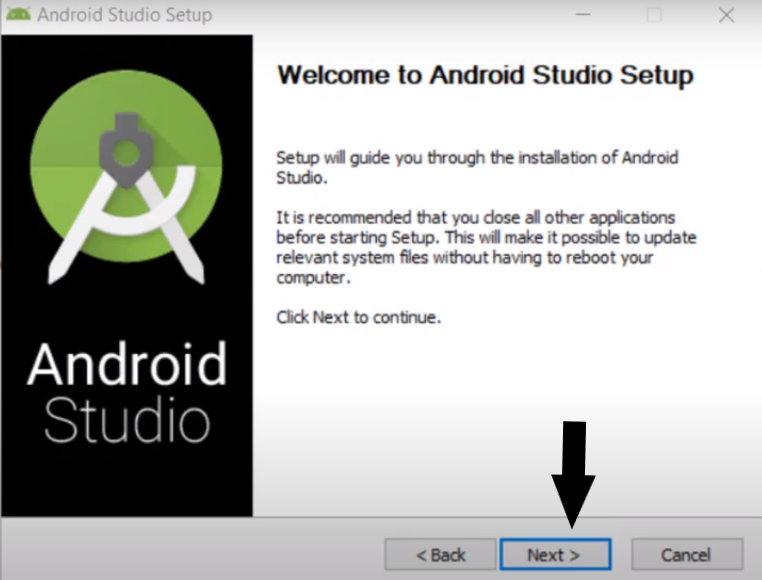 Android Studio Setup
Welcome to Android Studio Setup
Setup will guide you through the installation of Android
Studio.
It is recommended that you close all other applications
before starting Setup. This will make it possible to update
relevant system files without having to reboot your
computer.
Click Next to continue.
Android
Studio
< Back
Next >
Cancel